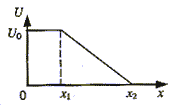 U
U₀
0 x₁ x₂ x